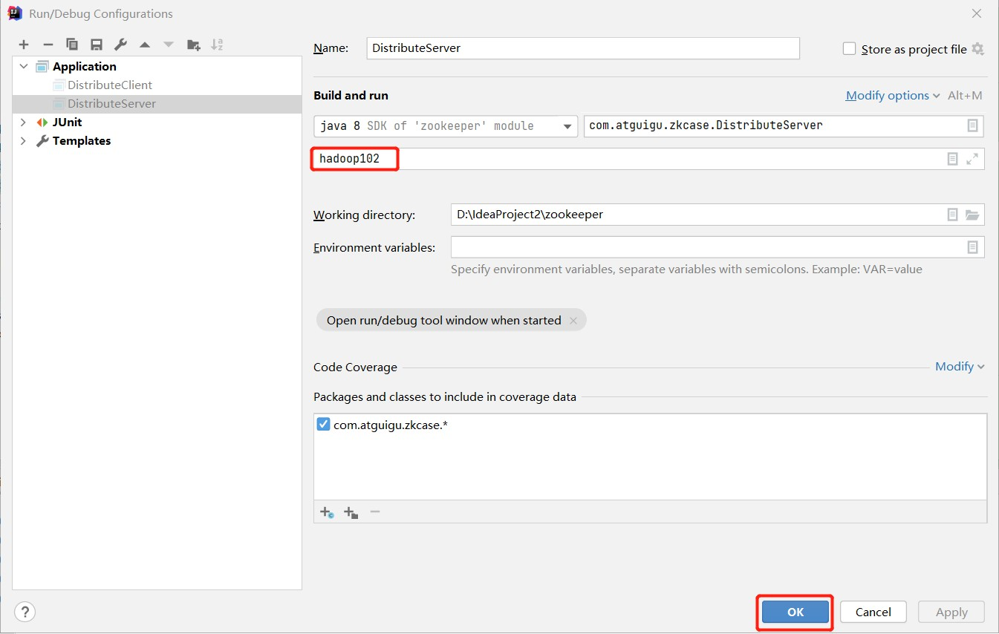 Run/Debug Configurations
Application
DistributeClient
DistributeServer
JUnit
Templates
Name: DistributeServer Store as project file
Build and run Modify options Alt+M
java 8 SDK of 'zookeeper' module com.atguigu.zkcase.DistributeServer
hadoop102
Working directory: D:\IdeaProject2\zookeeper
Environment variables:
Specify environment variables, separate variables with semicolons. Example: VAR=value
Open run/debug tool window when started
Code Coverage Modify
Packages and classes to include in coverage data
com.atguigu.zkcase.*
? OK Cancel Apply